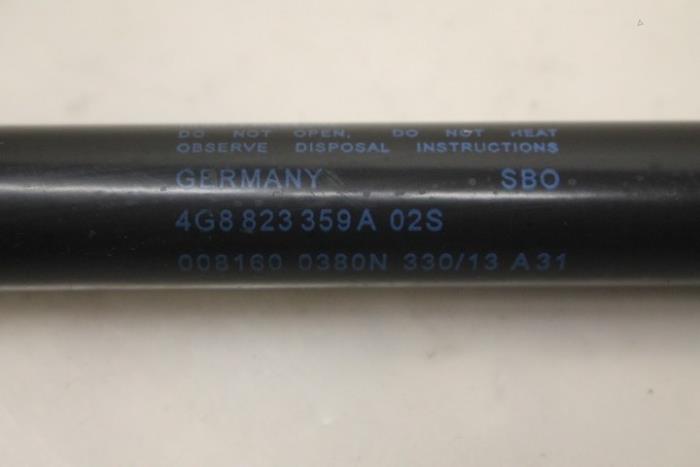 DO NOT OPEN, DO NOT HEAT
OBSERVE DISPOSAL INSTRUCTIONS
GERMANY SBO
4G8 823 359 A 02S
008160 0380N 330/13 A31